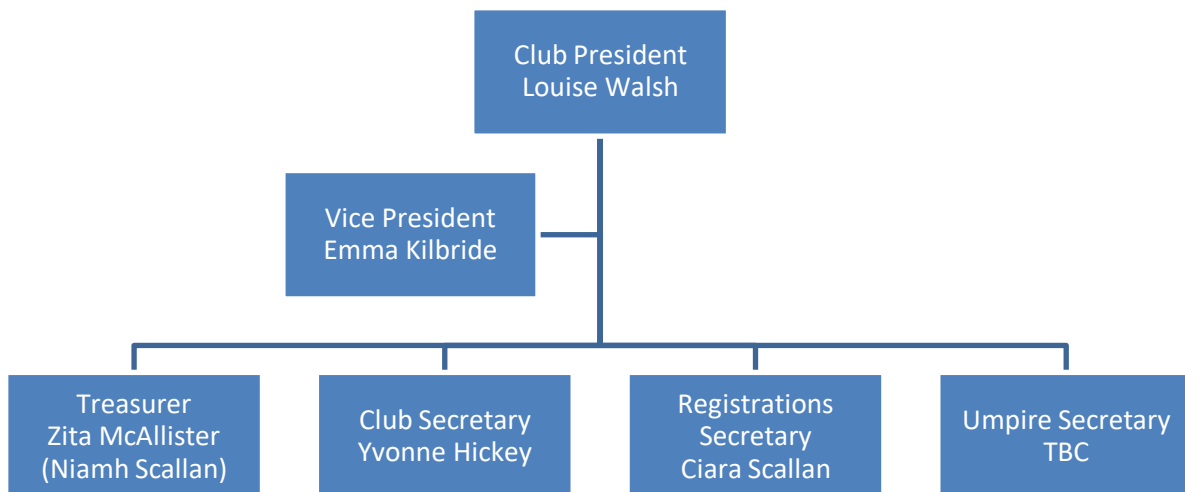 Club President
Louise Walsh
Vice President
Emma Kilbride
Treasurer
Zita McAllister
(Niamh Scallan)
Club Secretary
Yvonne Hickey
Registrations
Secretary
Ciara Scallan
Umpire Secretary
TBC